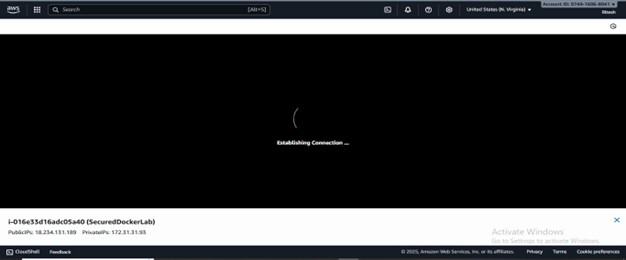 aws Search [Alt+S] United States (N. Virginia) Account ID: 0744-1606-8041
Ritesh
Establishing Connection ...
i-016e33d16adc05a40 (SecuredDockerLab)
PublicIPs: 18.234.131.189 PrivateIPs: 172.31.31.93
Activate Windows
Go to Settings to activate Windows.
CloudShell Feedback © 2025, Amazon Web Services, Inc. or its affiliates. Privacy Terms Cookie preferences